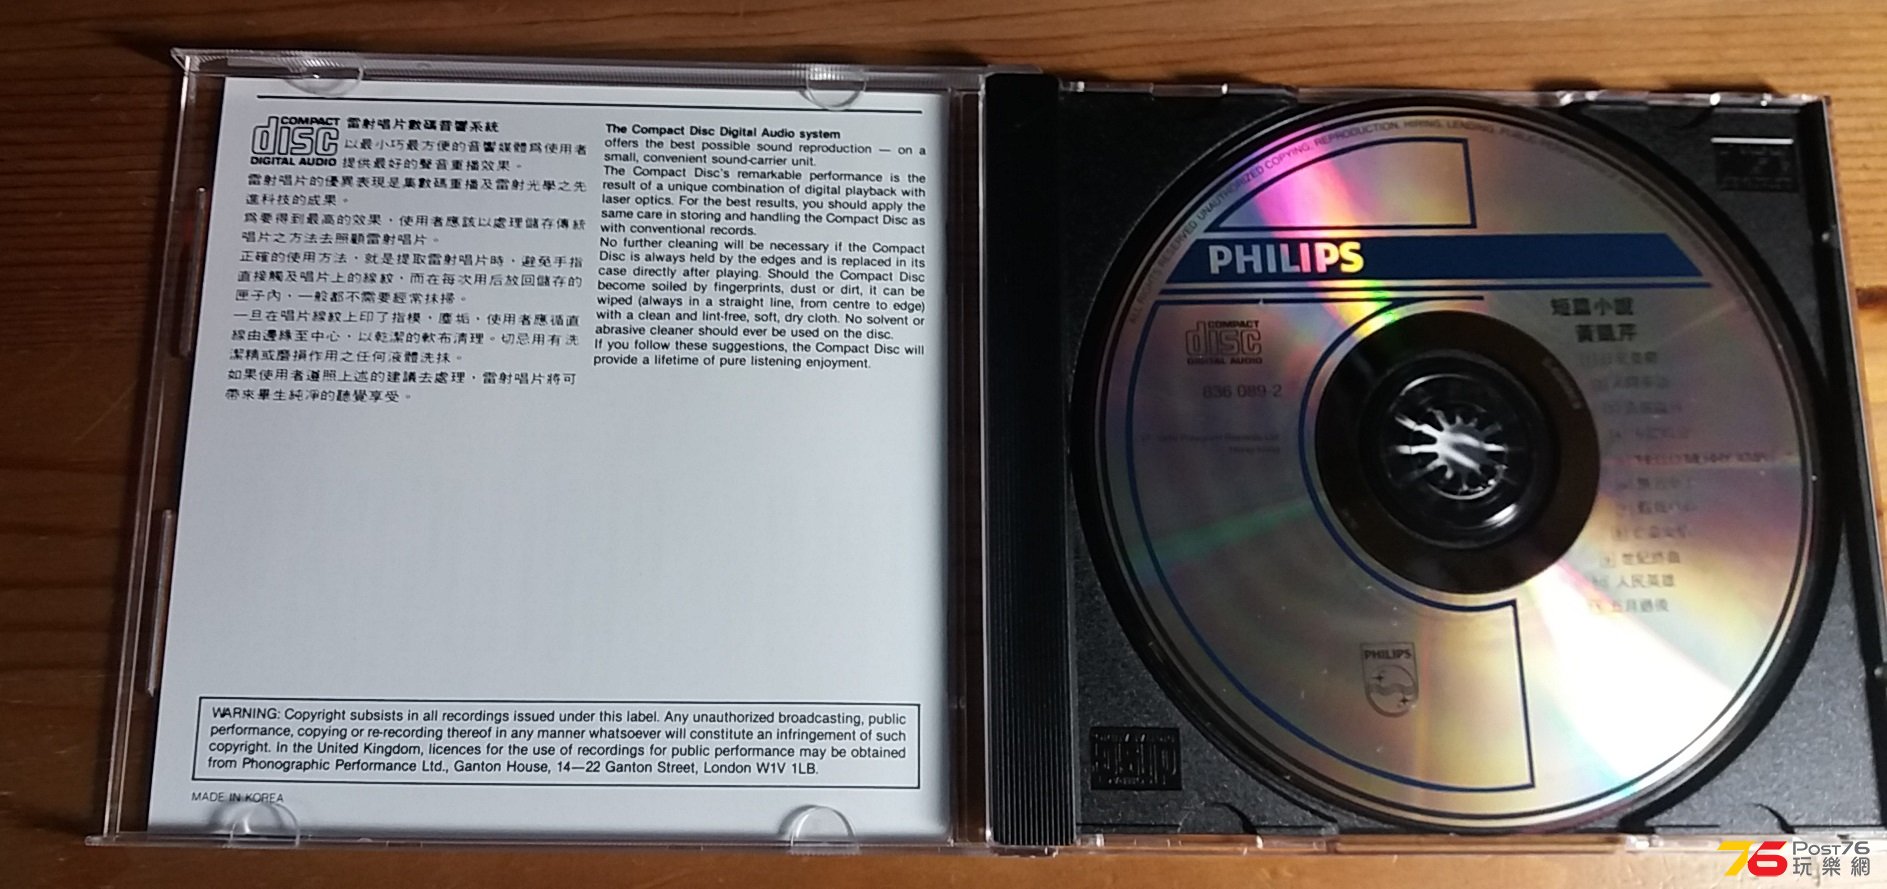 COMPACT
disc
DIGITAL AUDIO
雷射唱片數碼音響系統
以最小巧最方便的音響媒體爲使用者
提供最好的聲音重播效果。
雷射唱片的優異表現是集數碼重播及雷射光學之先
進科技的成果。
爲要得到最高的效果,使用者應該以處理儲存傳統
唱片之方法去照顧雷射唱片。
正確的使用方法,就是提取雷射唱片時,避免手指
直接觸及唱片上的線紋,而在每次用后放回儲存的
匣子內,一般都不需要經常抹掃。
一旦在唱片線紋上印了指模,塵垢,使用者應循直
線由邊緣至中心,以乾潔的軟布清理。切忌用有洗
潔精或磨損作用之任何液體洗抹。
如果使用者遵照上述的建議去處理,雷射唱片將可
帶來畢生純凈的聽覺享受。
The Compact Disc Digital Audio system
offers the best possible sound reproduction — on a
small, convenient sound-carrier unit.
The Compact Disc's remarkable performance is the
result of a unique combination of digital playback with
laser optics. For the best results, you should apply the
same care in storing and handling the Compact Disc as
with conventional records.
No further cleaning will be necessary if the Compact
Disc is always held by the edges and is replaced in its
case directly after playing. Should the Compact Disc
become soiled by fingerprints, dust or dirt, it can be
wiped (always in a straight line, from centre to edge)
with a clean and lint-free, soft, dry cloth. No solvent or
abrasive cleaner should ever be used on the disc.
If you follow these suggestions, the Compact Disc will
provide a lifetime of pure listening enjoyment.
WARNING: Copyright subsists in all recordings issued under this label. Any unauthorized broadcasting, public
performance, copying or re-recording thereof in any manner whatsoever will constitute an infringement of such
copyright. In the United Kingdom, licences for the use of recordings for public performance may be obtained
from Phonographic Performance Ltd., Ganton House, 14—22 Ganton Street, London W1V 1LB.
MADE IN KOREA
ALL RIGHTS RESERVED. UNAUTHORIZED COPYING, REPRODUCTION, HIRING, LENDING, PUBLIC
PHILIPS
短篇小說
黃凱芹
COMPACT
disc
DIGITAL AUDIO
836 089-2
世紀終曲
人民英雄
五月過後
PHILIPS
76 POST76
玩樂網